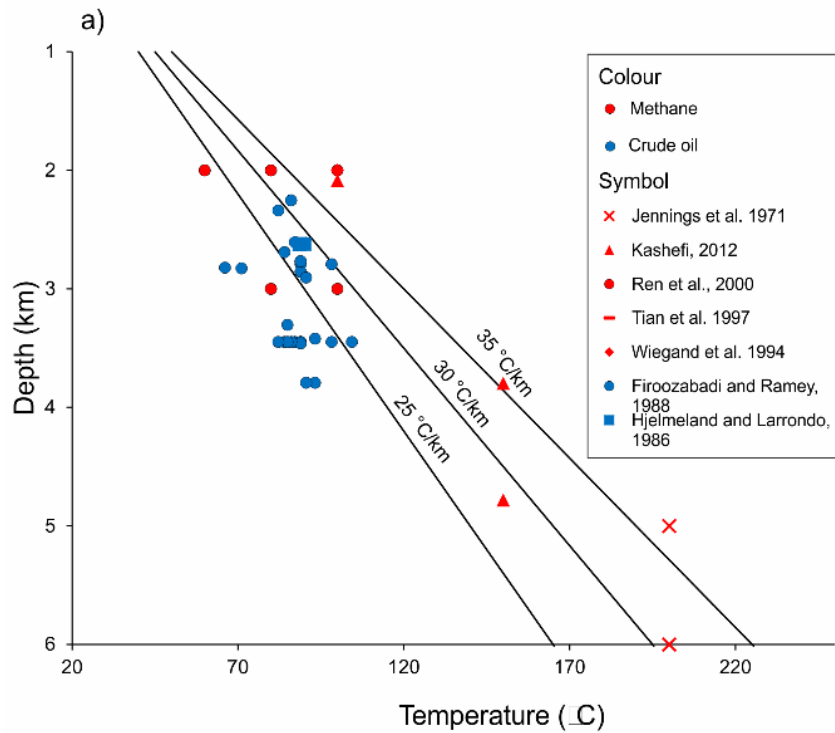 a)
1
2
3
4
5
6
Depth (km)
20
70
120
170
220
Temperature (□C)
25 °C/km
30 °C/km
35 °C/km
Colour
Methane
Crude oil
Symbol
Jennings et al. 1971
Kashefi, 2012
Ren et al., 2000
Tian et al. 1997
Wiegand et al. 1994
Firoozabadi and Ramey,
1988
Hjelmeland and Larrondo,
1986